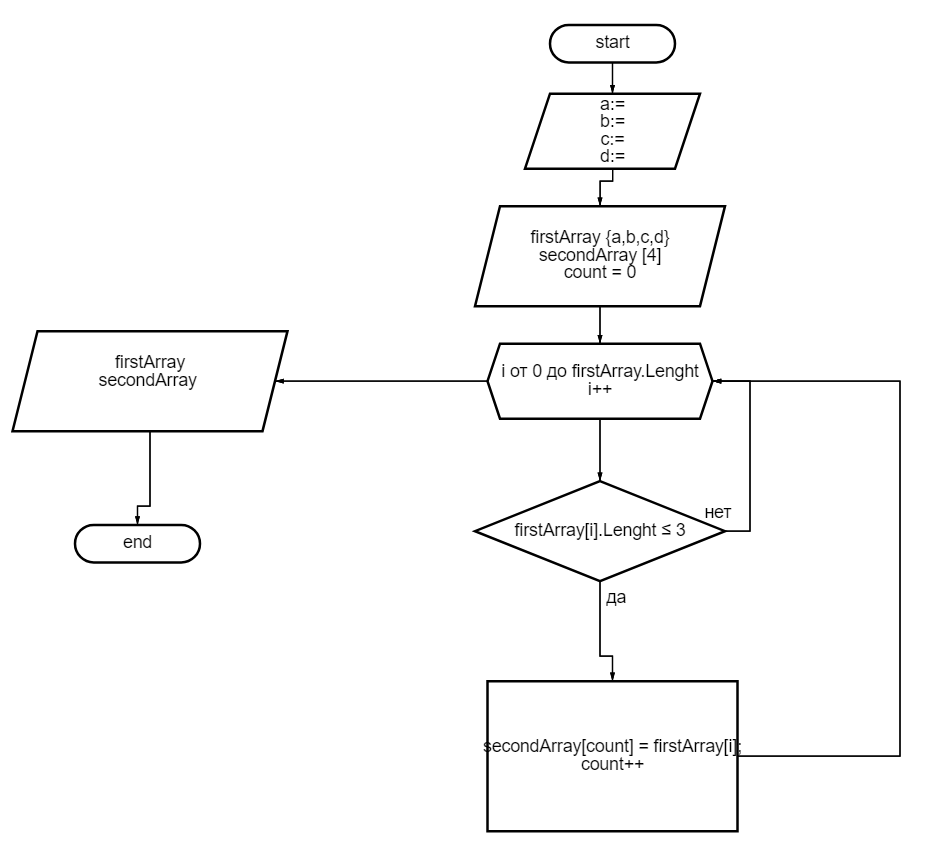 start
a:=
b:=
c:=
d:=
firstArray {a,b,c,d}
secondArray [4]
count = 0
i от 0 до firstArray.Lenght
i++
firstArray
secondArray
нет
firstArray[i].Lenght ≤ 3
end
да
secondArray[count] = firstArray[i];
count++